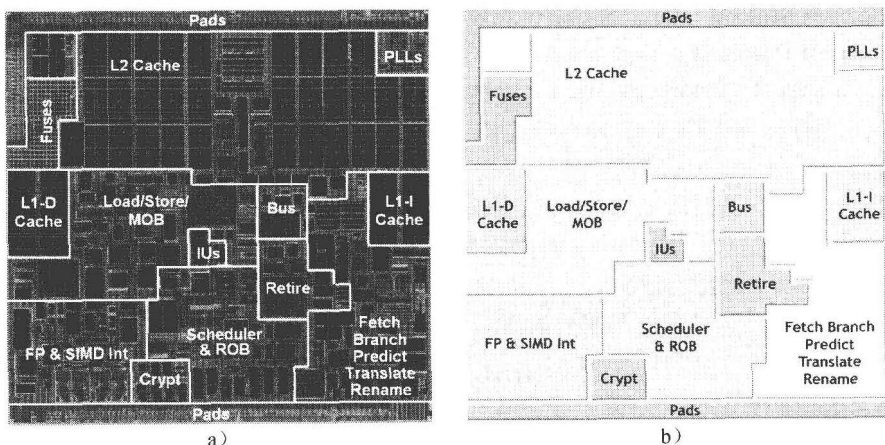 Pads
L2 Cache
PLLs
Fuses
L1-D
Cache
Load/Store/
MOB
Bus
L1-I
Cache
IUs
Retire
FP & SIMD Int
Scheduler
& ROB
Crypt
Fetch Branch
Predict
Translate
Rename
Pads
a)
Pads
L2 Cache
PLLs
Fuses
L1-D
Cache
Load/Store/
MOB
Bus
L1-I
Cache
IUs
Retire
FP & SIMD Int
Scheduler
& ROB
Crypt
Fetch Branch
Predict
Translate
Rename
Pads
b)